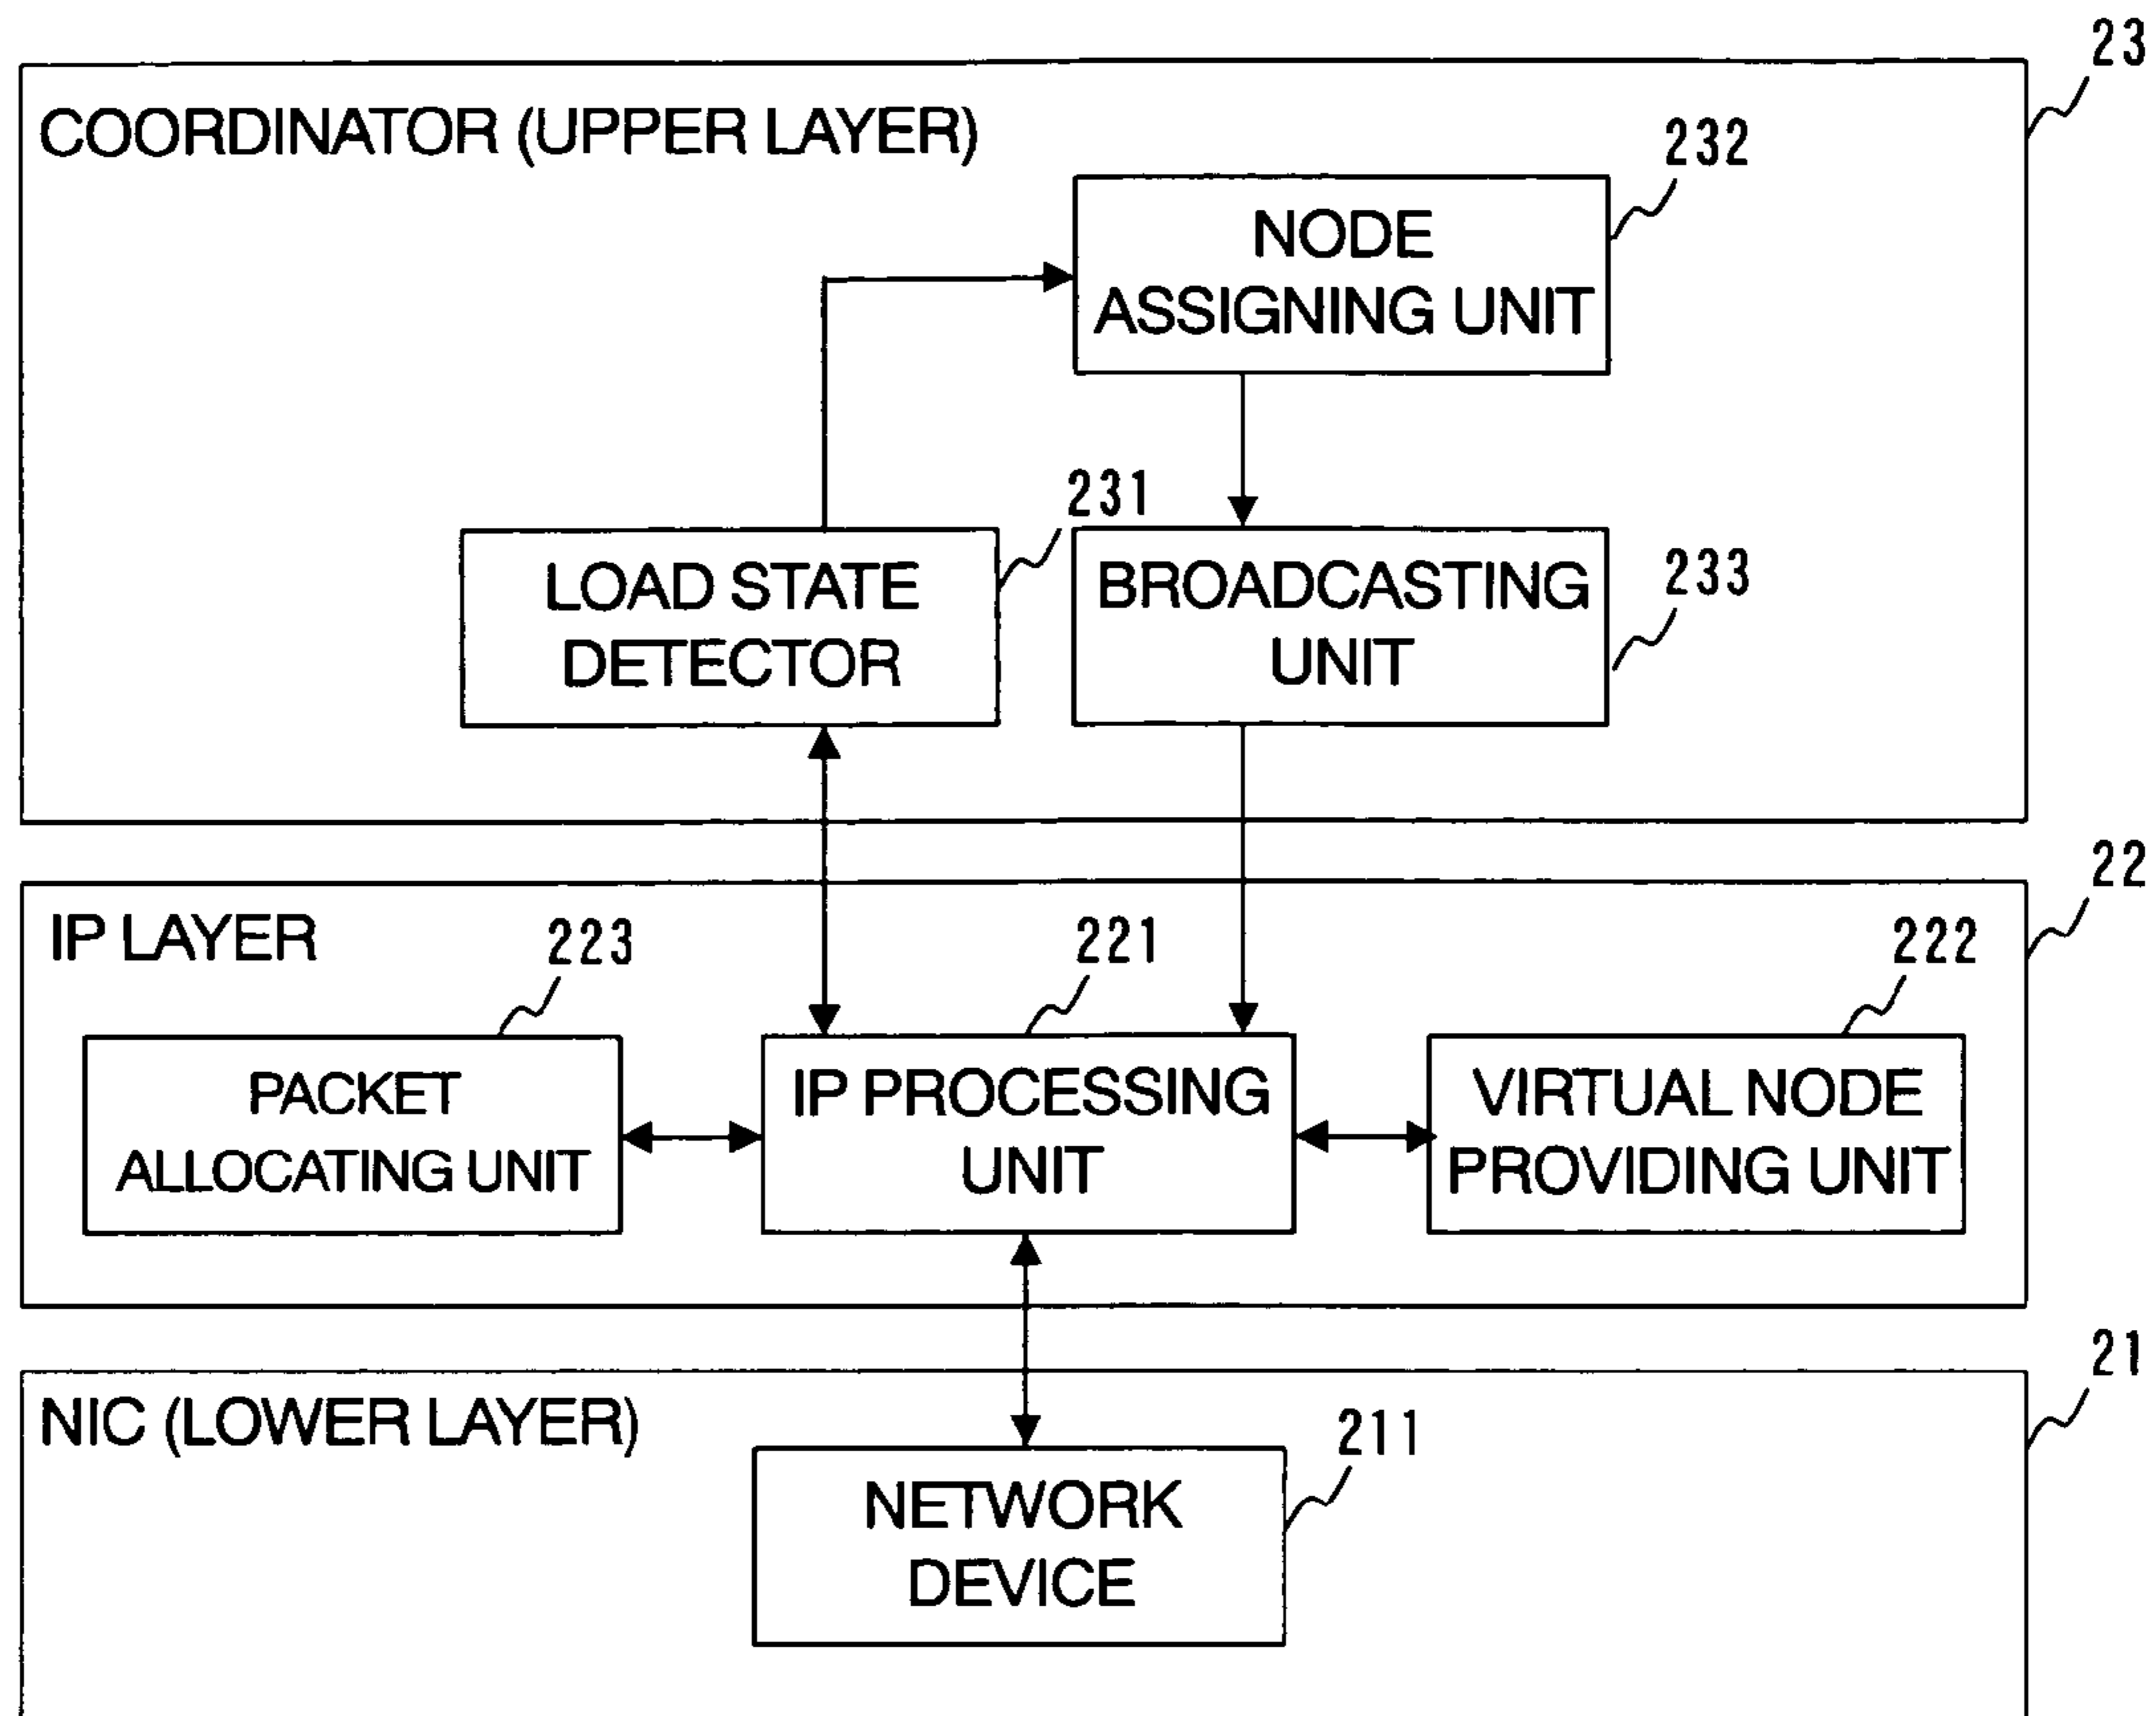 23
COORDINATOR (UPPER LAYER)
232
NODE
ASSIGNING UNIT
231
LOAD STATE
DETECTOR
BROADCASTING
UNIT
233
22
IP LAYER
223
221
222
PACKET
ALLOCATING UNIT
IP PROCESSING
UNIT
VIRTUAL NODE
PROVIDING UNIT
21
NIC (LOWER LAYER)
211
NETWORK
DEVICE